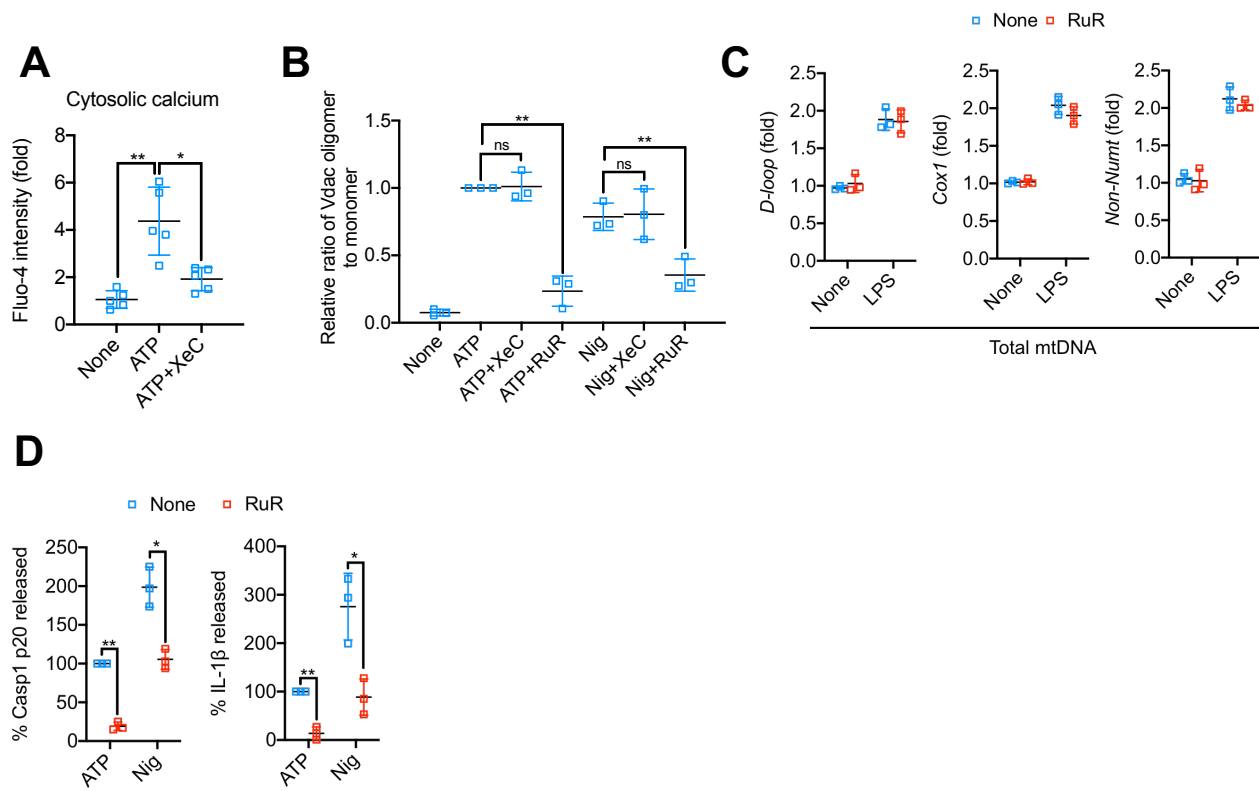 None RuR
A
Cytosolic calcium
Fluo-4 intensity (fold)
8
6
4
2
0
** *
None ATP ATP+XeC
B
Relative ratio of Vdac oligomer
to monomer
1.5
1.0
0.5
0.0
**
ns
**
ns
None ATP ATP+XeC ATP+RuR Nig Nig+XeC Nig+RuR
C
D-loop (fold)
2.5
2.0
1.5
1.0
0.5
0.0
None LPS
Cox1 (fold)
2.5
2.0
1.5
1.0
0.5
0.0
None LPS
Non-Numt (fold)
2.5
2.0
1.5
1.0
0.5
0.0
None LPS
Total mtDNA
D
None RuR
% Casp1 p20 released
250
200
150
100
50
0
*
**
ATP Nig
% IL-1β released
400
300
200
100
0
*
**
ATP Nig